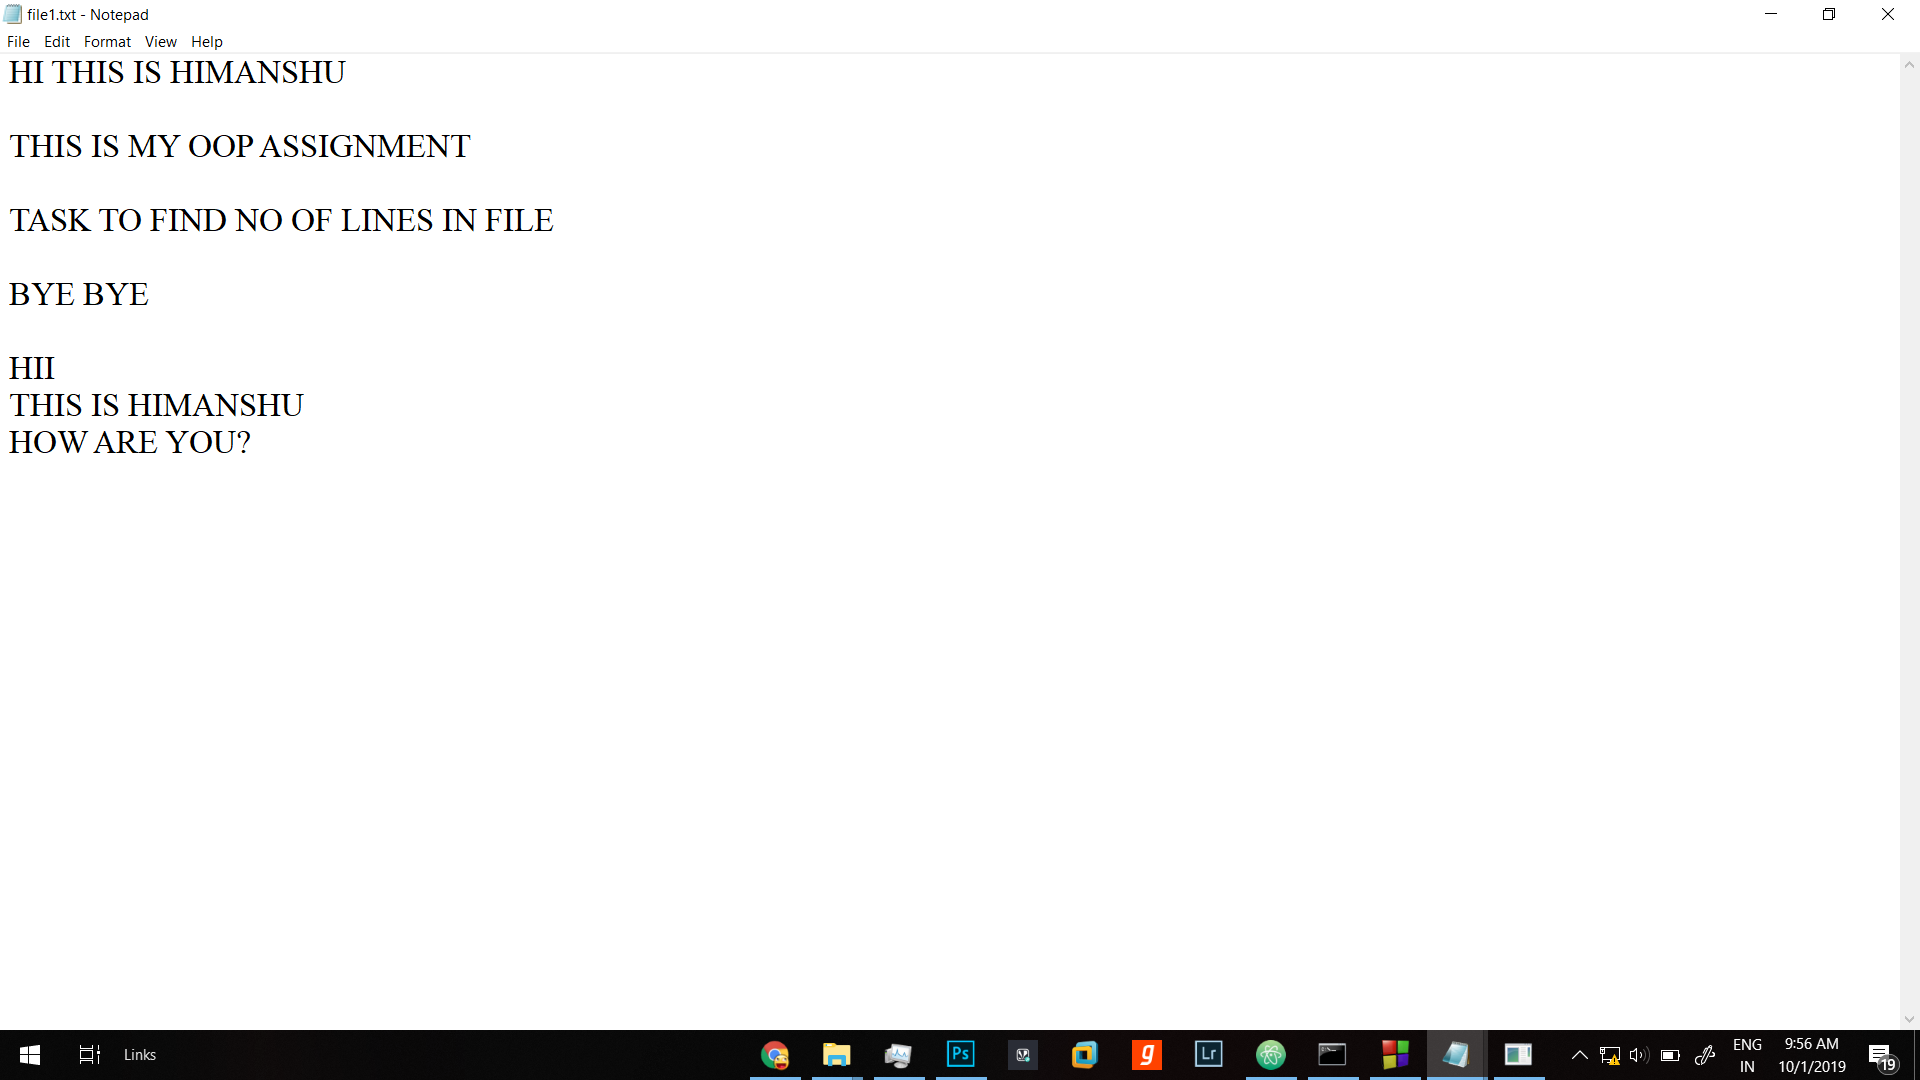 file1.txt - Notepad
File Edit Format View Help
HI THIS IS HIMANSHU
THIS IS MY OOP ASSIGNMENT
TASK TO FIND NO OF LINES IN FILE
BYE BYE
HII
THIS IS HIMANSHU
HOW ARE YOU?
Links
Ps
g
Lr
ENG
IN
9:56 AM
10/1/2019
19